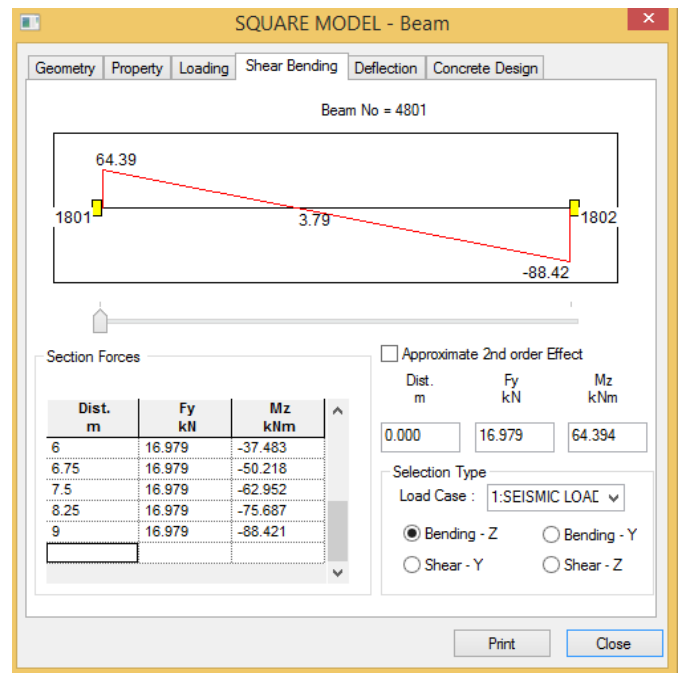 SQUARE MODEL - Beam
×
Geometry Property Loading Shear Bending Deflection Concrete Design
Beam No = 4801
64.39
1801 3.79 1802
-88.42
Section Forces
Dist. m Fy kN Mz kNm
6 16.979 -37.483
6.75 16.979 -50.218
7.5 16.979 -62.952
8.25 16.979 -75.687
9 16.979 -88.421
Approximate 2nd order Effect
Dist. m Fy kN Mz kNm
0.000 16.979 64.394
Selection Type
Load Case : 1:SEISMIC LOAD
Bending - Z Bending - Y
Shear - Y Shear - Z
Print Close